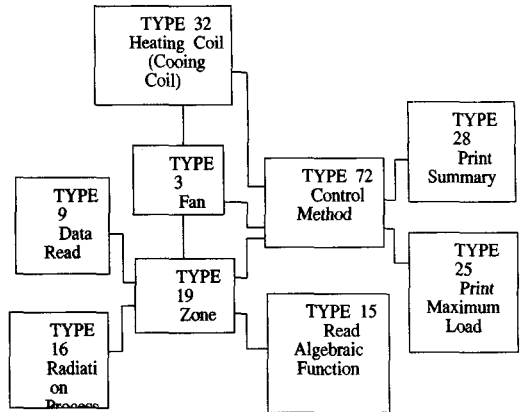 TYPE 32
Heating Coil
(Cooing
Coil)
TYPE
3
Fan
TYPE 72
Control
Method
TYPE
28
Print
Summary
TYPE
9
Data
Read
TYPE
19
Zone
TYPE
25
Print
Maximum
Load
TYPE
16
Radiati
on
Process
TYPE 15
Read
Algebraic
Function